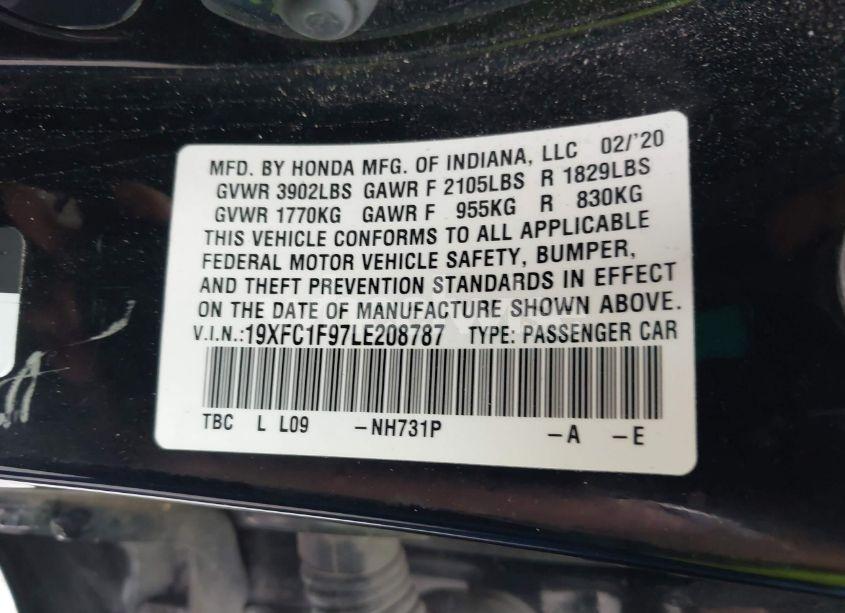 MFD. BY HONDA MFG. OF INDIANA, LLC 02/'20
GVWR 3902LBS GAWR F 2105LBS R 1829LBS
GVWR 1770KG GAWR F 955KG R 830KG
THIS VEHICLE CONFORMS TO ALL APPLICABLE
FEDERAL MOTOR VEHICLE SAFETY, BUMPER,
AND THEFT PREVENTION STANDARDS IN EFFECT
ON THE DATE OF MANUFACTURE SHOWN ABOVE.
V.I.N.:19XFC1F97LE208787 TYPE: PASSENGER CAR
TBC L L09 -NH731P -A -E